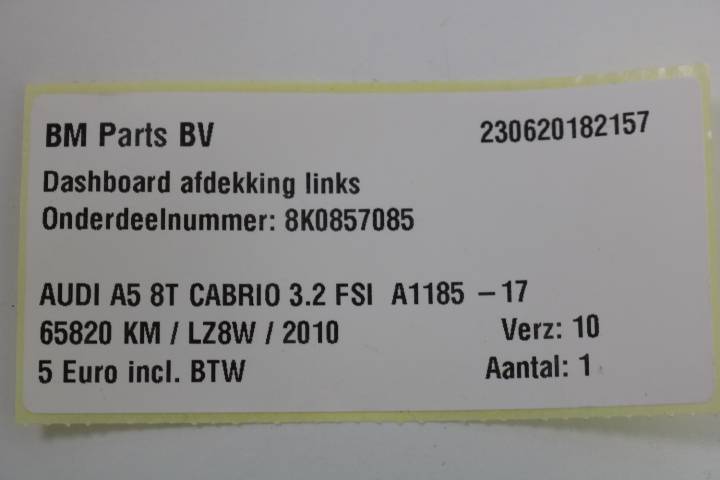 BM Parts BV 230620182157
Dashboard afdekking links
Onderdeelnummer: 8K0857085
AUDI A5 8T CABRIO 3.2 FSI A1185 - 17
65820 KM / LZ8W / 2010 Verz: 10
5 Euro incl. BTW Aantal: 1